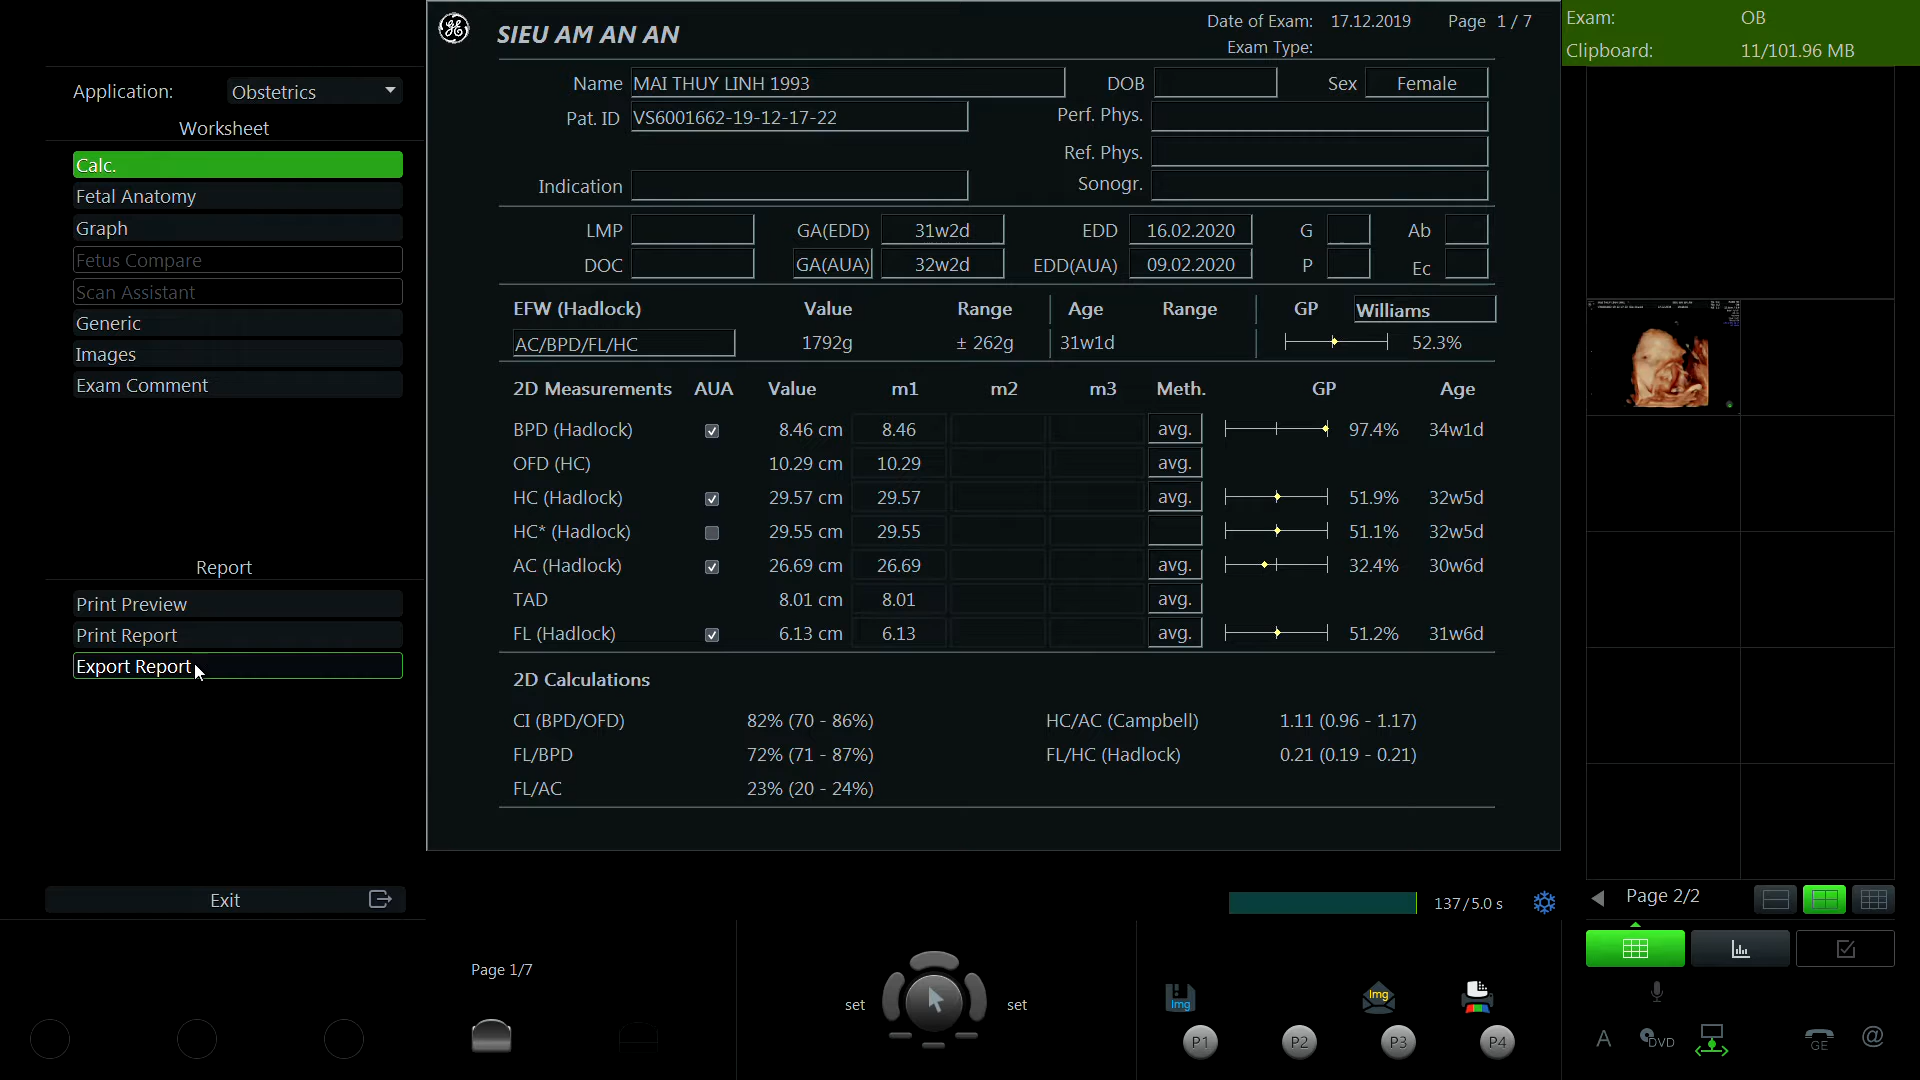 SIEU AM AN AN
Date of Exam: 17.12.2019 Page 1 / 7
Exam Type:
Exam: OB
Clipboard: 11/101.96 MB
Application: Obstetrics
Worksheet
Calc.
Fetal Anatomy
Graph
Fetus Compare
Scan Assistant
Generic
Images
Exam Comment
Report
Print Preview
Print Report
Export Report
Exit
Name MAI THUY LINH 1993 DOB Sex Female
Pat. ID VS6001662-19-12-17-22 Perf. Phys.
Ref. Phys.
Indication Sonogr.
LMP GA(EDD) 31w2d EDD 16.02.2020 G Ab
DOC GA(AUA) 32w2d EDD(AUA) 09.02.2020 P Ec
EFW (Hadlock) Value Range Age Range GP Williams
AC/BPD/FL/HC 1792g ± 262g 31w1d 52.3%
2D Measurements AUA Value m1 m2 m3 Meth. GP Age
BPD (Hadlock) 8.46 cm 8.46 avg. 97.4% 34w1d
OFD (HC) 10.29 cm 10.29 avg.
HC (Hadlock) 29.57 cm 29.57 avg. 51.9% 32w5d
HC* (Hadlock) 29.55 cm 29.55 51.1% 32w5d
AC (Hadlock) 26.69 cm 26.69 avg. 32.4% 30w6d
TAD 8.01 cm 8.01 avg.
FL (Hadlock) 6.13 cm 6.13 avg. 51.2% 31w6d
2D Calculations
CI (BPD/OFD) 82% (70 - 86%) HC/AC (Campbell) 1.11 (0.96 - 1.17)
FL/BPD 72% (71 - 87%) FL/HC (Hadlock) 0.21 (0.19 - 0.21)
FL/AC 23% (20 - 24%)
137/5.0 s
Page 2/2
Page 1/7
set set
Img Img
P1 P2 P3 P4
A DVD GE @